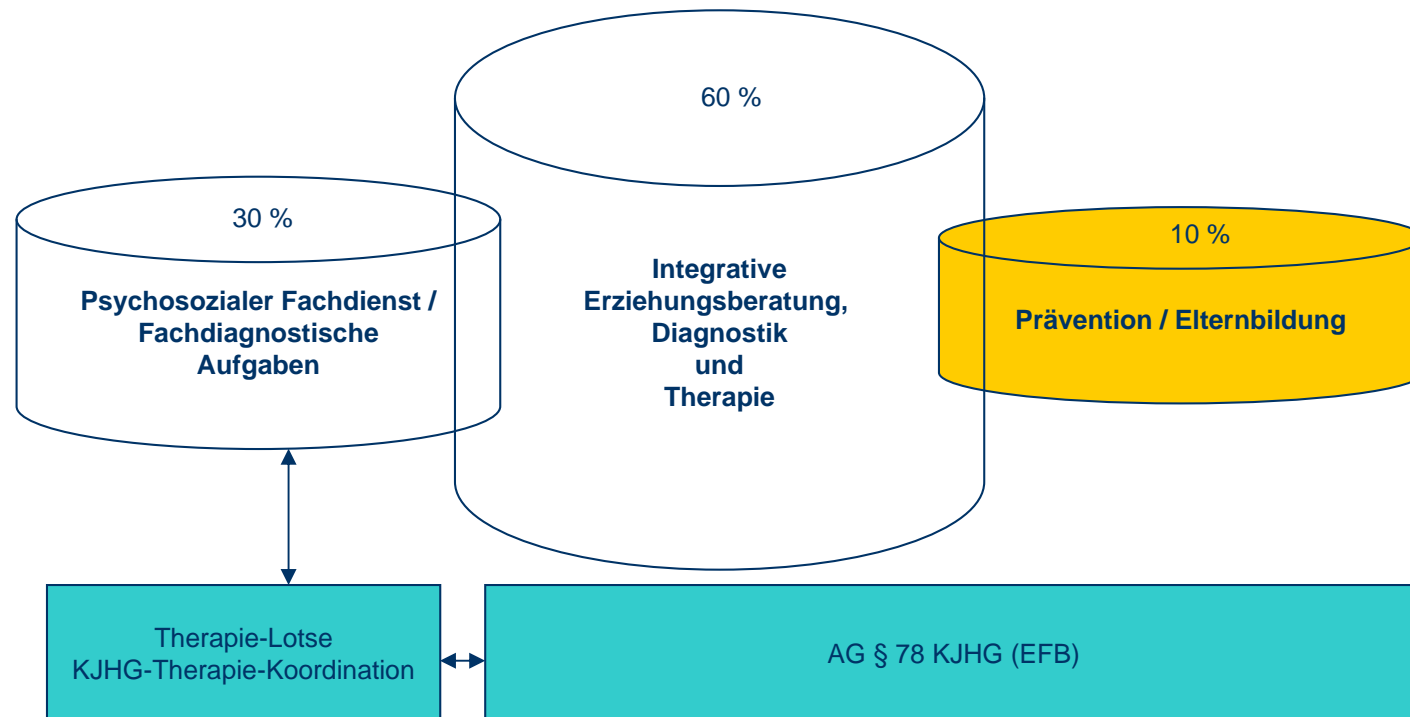 60 %
30 %
10 %
Psychosozialer Fachdienst /
Fachdiagnostische
Aufgaben
Integrative
Erziehungsberatung,
Diagnostik
und
Therapie
Prävention / Elternbildung
Therapie-Lotse
KJHG-Therapie-Koordination
AG § 78 KJHG (EFB)